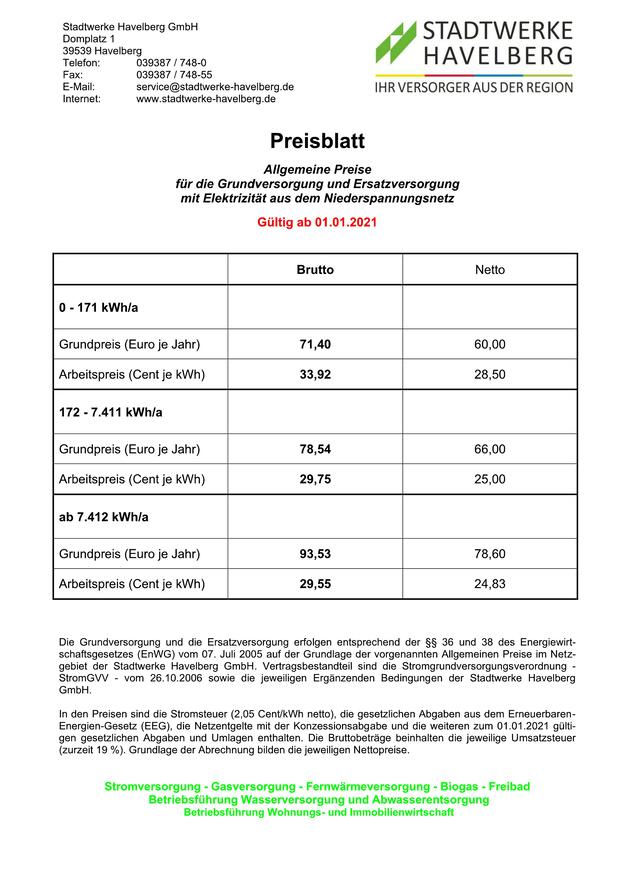 Stadtwerke Havelberg GmbH
Domplatz 1
39539 Havelberg
Telefon: 039387 / 748-0
Fax: 039387 / 748-55
E-Mail: service@stadtwerke-havelberg.de
Internet: www.stadtwerke-havelberg.de
STADTWERKE
HAVELBERG
IHR VERSORGER AUS DER REGION
Preisblatt
Allgemeine Preise
für die Grundversorgung und Ersatzversorgung
mit Elektrizität aus dem Niederspannungsnetz
Gültig ab 01.01.2021
Brutto Netto
0 - 171 kWh/a
Grundpreis (Euro je Jahr) 71,40 60,00
Arbeitspreis (Cent je kWh) 33,92 28,50
172 - 7.411 kWh/a
Grundpreis (Euro je Jahr) 78,54 66,00
Arbeitspreis (Cent je kWh) 29,75 25,00
ab 7.412 kWh/a
Grundpreis (Euro je Jahr) 93,53 78,60
Arbeitspreis (Cent je kWh) 29,55 24,83
Die Grundversorgung und die Ersatzversorgung erfolgen entsprechend der §§ 36 und 38 des Energiewirt-
schaftsgesetzes (EnWG) vom 07. Juli 2005 auf der Grundlage der vorgenannten Allgemeinen Preise im Netz-
gebiet der Stadtwerke Havelberg GmbH. Vertragsbestandteil sind die Stromgrundversorgungsverordnung -
StromGVV - vom 26.10.2006 sowie die jeweiligen Ergänzenden Bedingungen der Stadtwerke Havelberg
GmbH.
In den Preisen sind die Stromsteuer (2,05 Cent/kWh netto), die gesetzlichen Abgaben aus dem Erneuerbaren-
Energien-Gesetz (EEG), die Netzentgelte mit der Konzessionsabgabe und die weiteren zum 01.01.2021 gülti-
gen gesetzlichen Abgaben und Umlagen enthalten. Die Bruttobeträge beinhalten die jeweilige Umsatzsteuer
(zurzeit 19 %). Grundlage der Abrechnung bilden die jeweiligen Nettopreise.
Stromversorgung - Gasversorgung - Fernwärmeversorgung - Biogas - Freibad
Betriebsführung Wasserversorgung und Abwasserentsorgung
Betriebsführung Wohnungs- und Immobilienwirtschaft